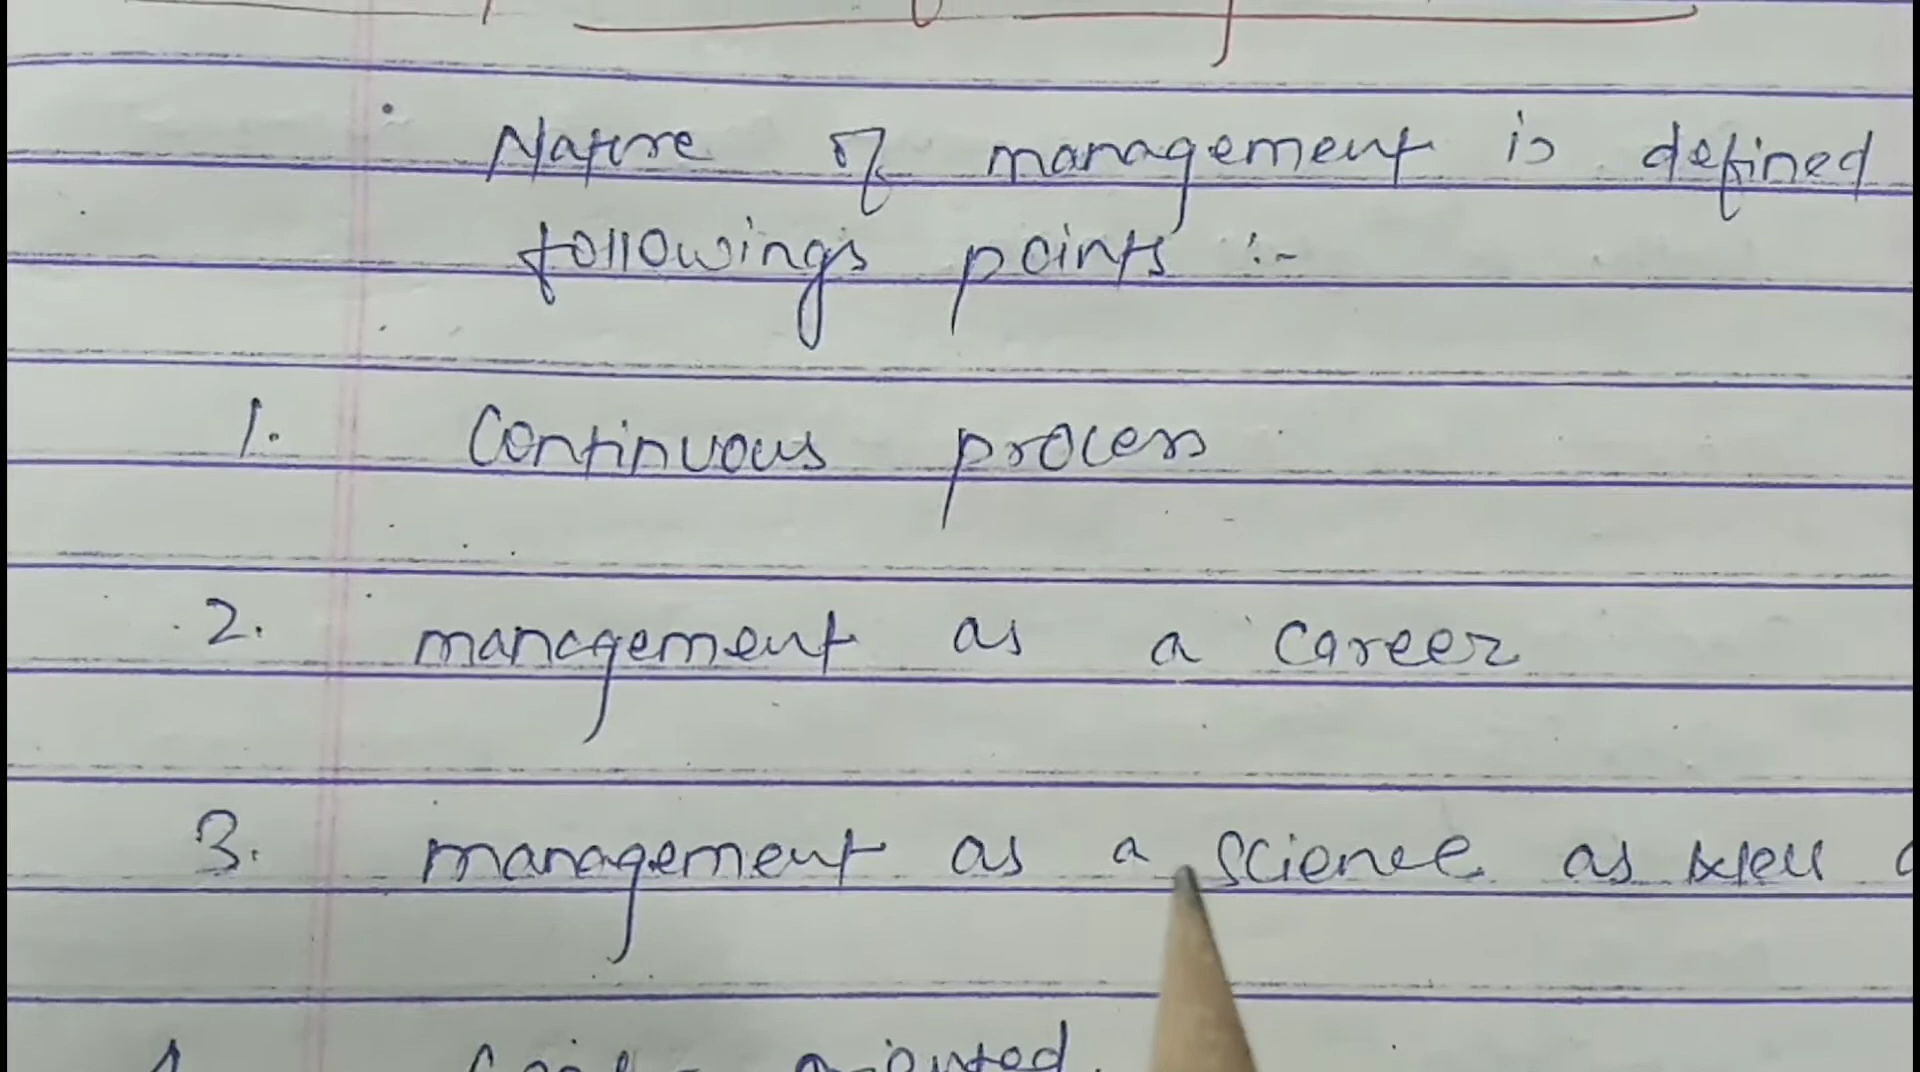 Nature of management is defined
followings points :-
1. Continuous process
2. management as a career
3. management as a science as well
oriented.